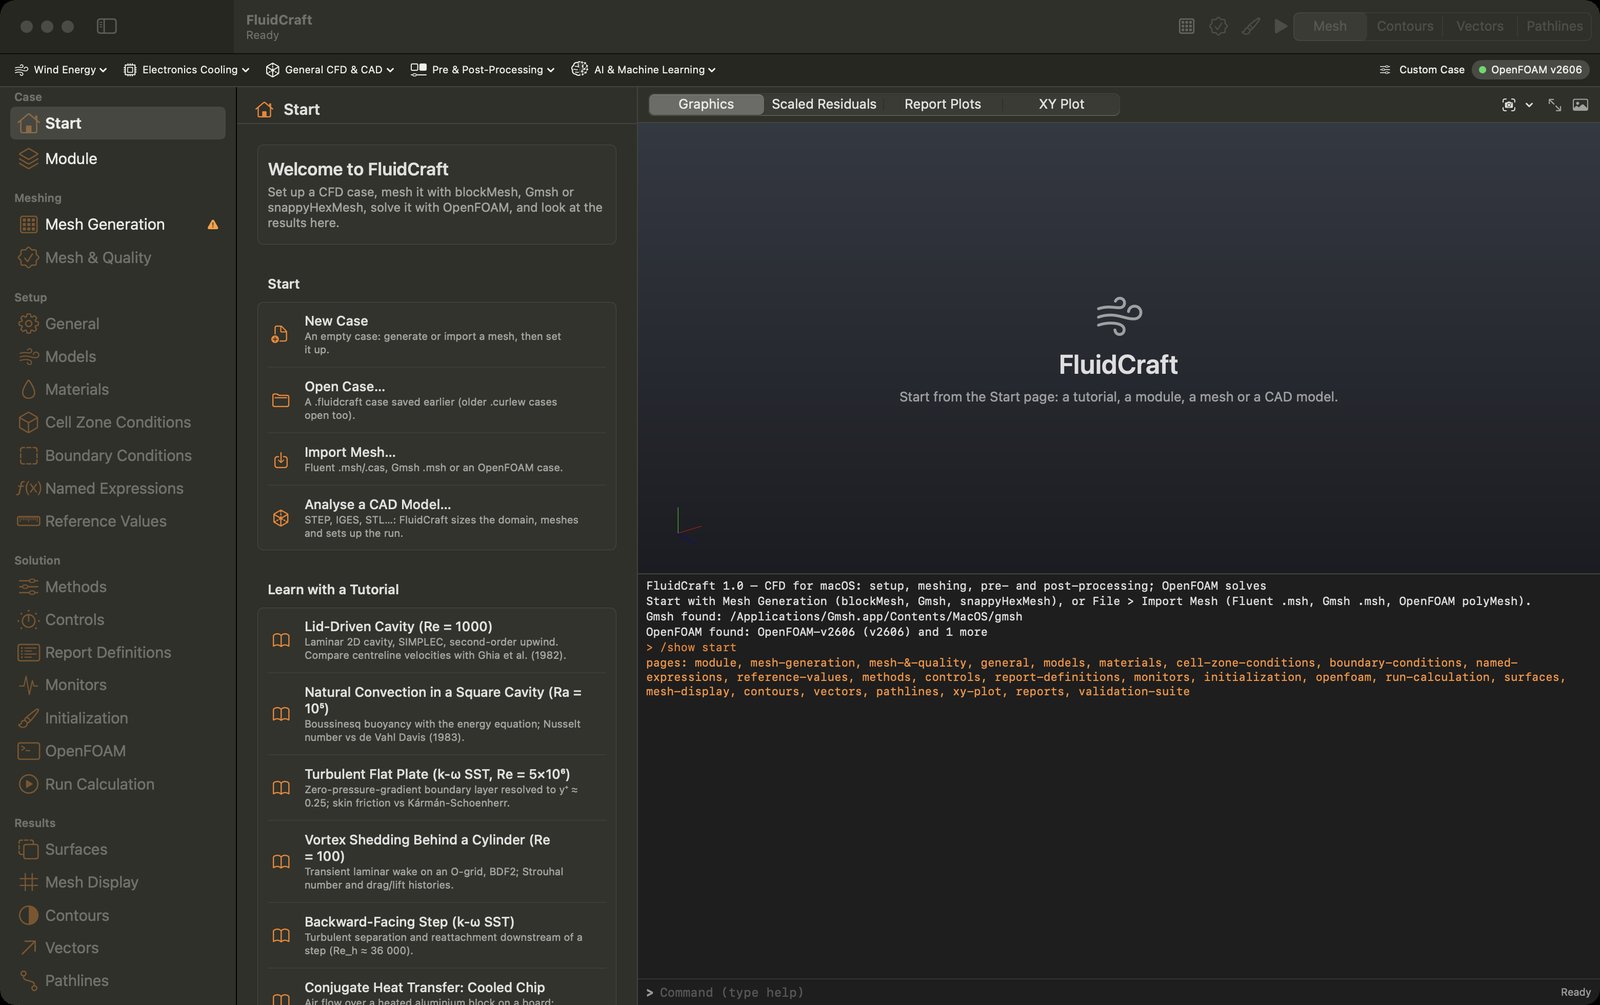 FluidCraft
Ready
Mesh
Contours
Vectors
Pathlines
Wind Energy
Electronics Cooling
General CFD & CAD
Pre & Post-Processing
AI & Machine Learning
Custom Case
OpenFOAM v2606
Case
Start
Module
Meshing
Mesh Generation
Mesh & Quality
Setup
General
Models
Materials
Cell Zone Conditions
Boundary Conditions
f(x) Named Expressions
Reference Values
Solution
Methods
Controls
Report Definitions
Monitors
Initialization
OpenFOAM
Run Calculation
Results
Surfaces
Mesh Display
Contours
Vectors
Pathlines
Start
Welcome to FluidCraft
Set up a CFD case, mesh it with blockMesh, Gmsh or
snappyHexMesh, solve it with OpenFOAM, and look at the
results here.
Start
New Case
An empty case: generate or import a mesh, then set
it up.
Open Case...
A .fluidcraft case saved earlier (older .curlew cases
open too).
Import Mesh...
Fluent .msh/.cas, Gmsh .msh or an OpenFOAM case.
Analyse a CAD Model...
STEP, IGES, STL...: FluidCraft sizes the domain, meshes
and sets up the run.
Learn with a Tutorial
Lid-Driven Cavity (Re = 1000)
Laminar 2D cavity, SIMPLEC, second-order upwind.
Compare centreline velocities with Ghia et al. (1982).
Natural Convection in a Square Cavity (Ra =
10⁵)
Boussinesq buoyancy with the energy equation; Nusselt
number vs de Vahl Davis (1983).
Turbulent Flat Plate (k-ω SST, Re = 5×10⁶)
Zero-pressure-gradient boundary layer resolved to y⁺ ≈
0.25; skin friction vs Kármán-Schoenherr.
Vortex Shedding Behind a Cylinder (Re
= 100)
Transient laminar wake on an O-grid, BDF2; Strouhal
number and drag/lift histories.
Backward-Facing Step (k-ω SST)
Turbulent separation and reattachment downstream of a
step (Re_h ≈ 36 000).
Conjugate Heat Transfer: Cooled Chip
Air flow over a heated aluminium block on a board:
Graphics
Scaled Residuals
Report Plots
XY Plot
FluidCraft
Start from the Start page: a tutorial, a module, a mesh or a CAD model.
FluidCraft 1.0 — CFD for macOS: setup, meshing, pre- and post-processing; OpenFOAM solves
Start with Mesh Generation (blockMesh, Gmsh, snappyHexMesh), or File > Import Mesh (Fluent .msh, Gmsh .msh, OpenFOAM polyMesh).
Gmsh found: /Applications/Gmsh.app/Contents/MacOS/gmsh
OpenFOAM found: OpenFOAM-v2606 (v2606) and 1 more
> /show start
pages: module, mesh-generation, mesh-&-quality, general, models, materials, cell-zone-conditions, boundary-conditions, named-
expressions, reference-values, methods, controls, report-definitions, monitors, initialization, openfoam, run-calculation, surfaces,
mesh-display, contours, vectors, pathlines, xy-plot, reports, validation-suite
> Command (type help)
Ready